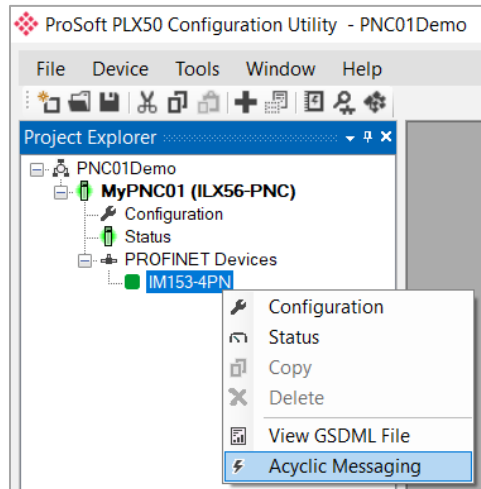 ProSoft PLX50 Configuration Utility - PNC01Demo
File Device Tools Window Help
Project Explorer
PNC01Demo
MyPNC01 (ILX56-PNC)
Configuration
Status
PROFINET Devices
IM153-4PN
Configuration
Status
Copy
Delete
View GSDML File
Acyclic Messaging